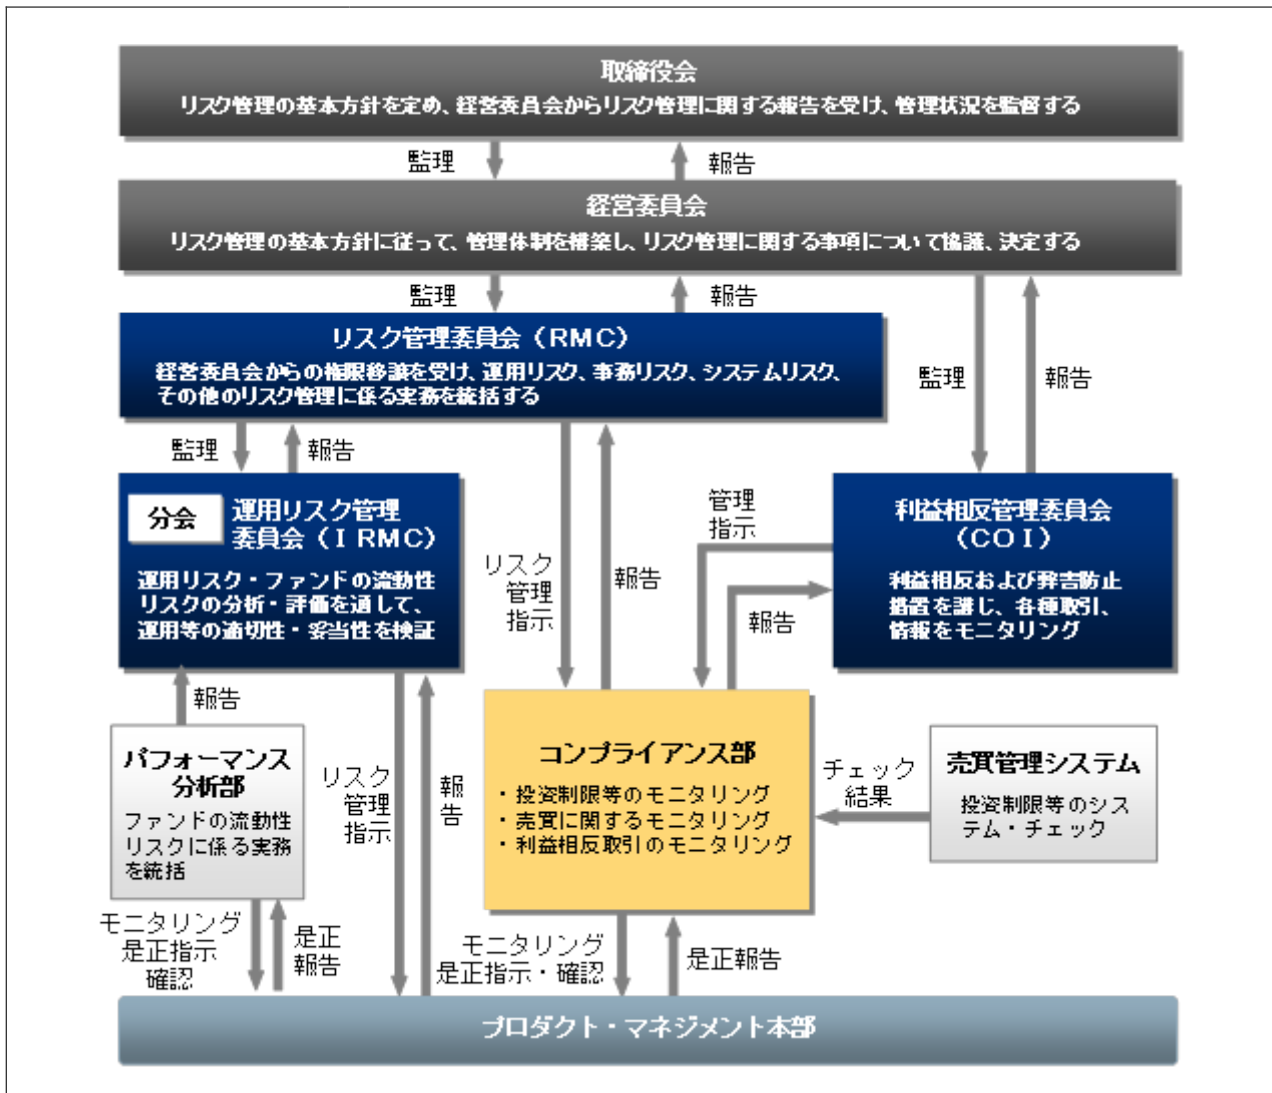 取締役会
リスク管理の基本方針を定め、経営委員会からリスク管理に関する報告を受け、管理状況を監督する
監理
報告
経営委員会
リスク管理の基本方針に従って、管理体制を構築し、リスク管理に関する事項について協議、決定する
監理
報告
リスク管理委員会（RMC）
経営委員会からの権限移譲を受け、運用リスク、事務リスク、システムリスク、
その他のリスク管理に係る実務を統括する
監理
報告
監理
報告
分会
運用リスク管理
委員会（IRMC）
運用リスク・ファンドの流動性
リスクの分析・評価を通して、
運用等の適切性・妥当性を検証
リスク
管理
指示
報告
管理
指示
報告
利益相反管理委員会
（COI）
利益相反および弊害防止
措置を講じ、各種取引、
情報をモニタリング
報告
パフォーマンス
分析部
ファンドの流動性
リスクに係る実務
を統括
リスク
管理
指示
報
告
コンプライアンス部
・投資制限等のモニタリング
・売買に関するモニタリング
・利益相反取引のモニタリング
チェック
結果
売買管理システム
投資制限等のシス
テム・チェック
モニタリング
是正指示
確認
是正
報告
モニタリング
是正指示・確認
是正報告
プロダクト・マネジメント本部